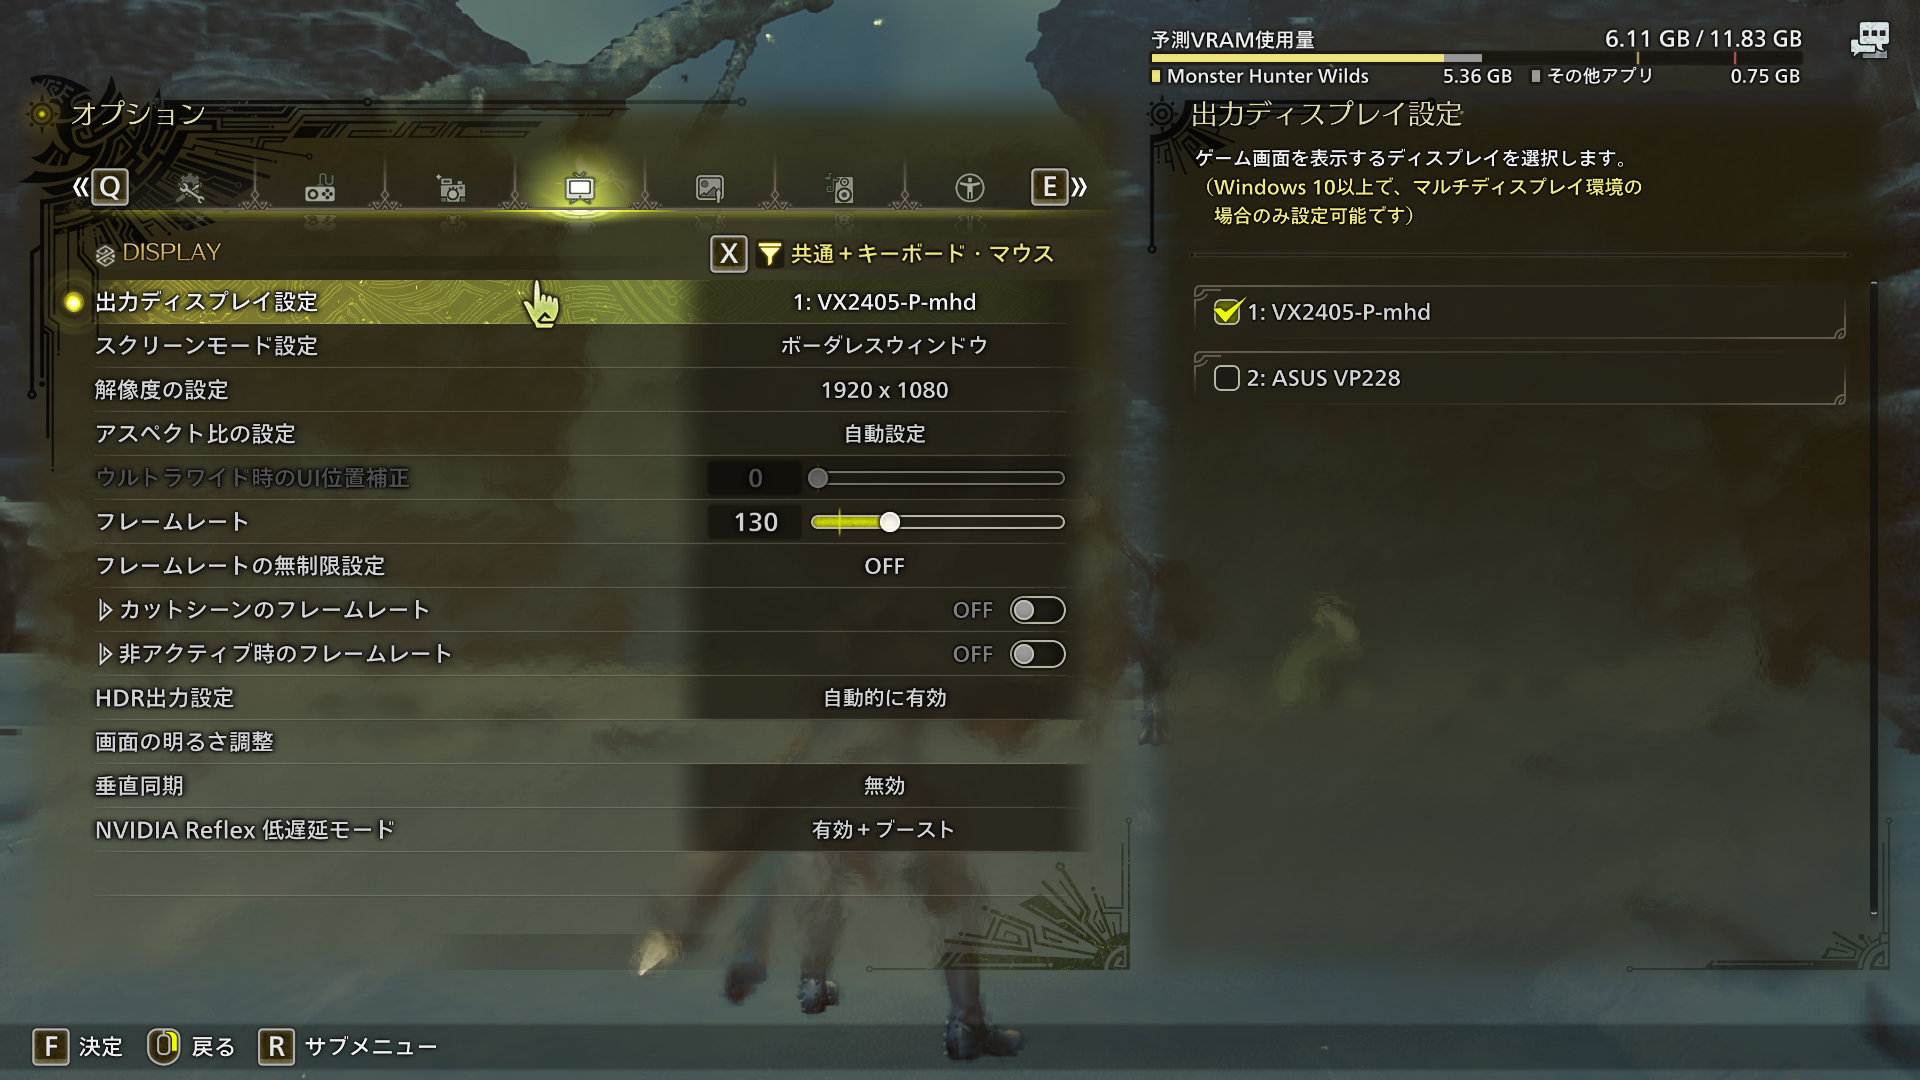 予測VRAM使用量 6.11 GB / 11.83 GB
Monster Hunter Wilds 5.36 GB その他アプリ 0.75 GB
オプション
Q E
DISPLAY X 共通+キーボード・マウス
出力ディスプレイ設定 1: VX2405-P-mhd
スクリーンモード設定 ボーダレスウィンドウ
解像度の設定 1920 x 1080
アスペクト比の設定 自動設定
ウルトラワイド時のUI位置補正 0
フレームレート 130
フレームレートの無制限設定 OFF
カットシーンのフレームレート OFF
非アクティブ時のフレームレート OFF
HDR出力設定 自動的に有効
画面の明るさ調整
垂直同期 無効
NVIDIA Reflex 低遅延モード 有効+ブースト
出力ディスプレイ設定
ゲーム画面を表示するディスプレイを選択します。
（Windows 10以上で、マルチディスプレイ環境の
場合のみ設定可能です）
1: VX2405-P-mhd
2: ASUS VP228
F 決定 戻る R サブメニュー